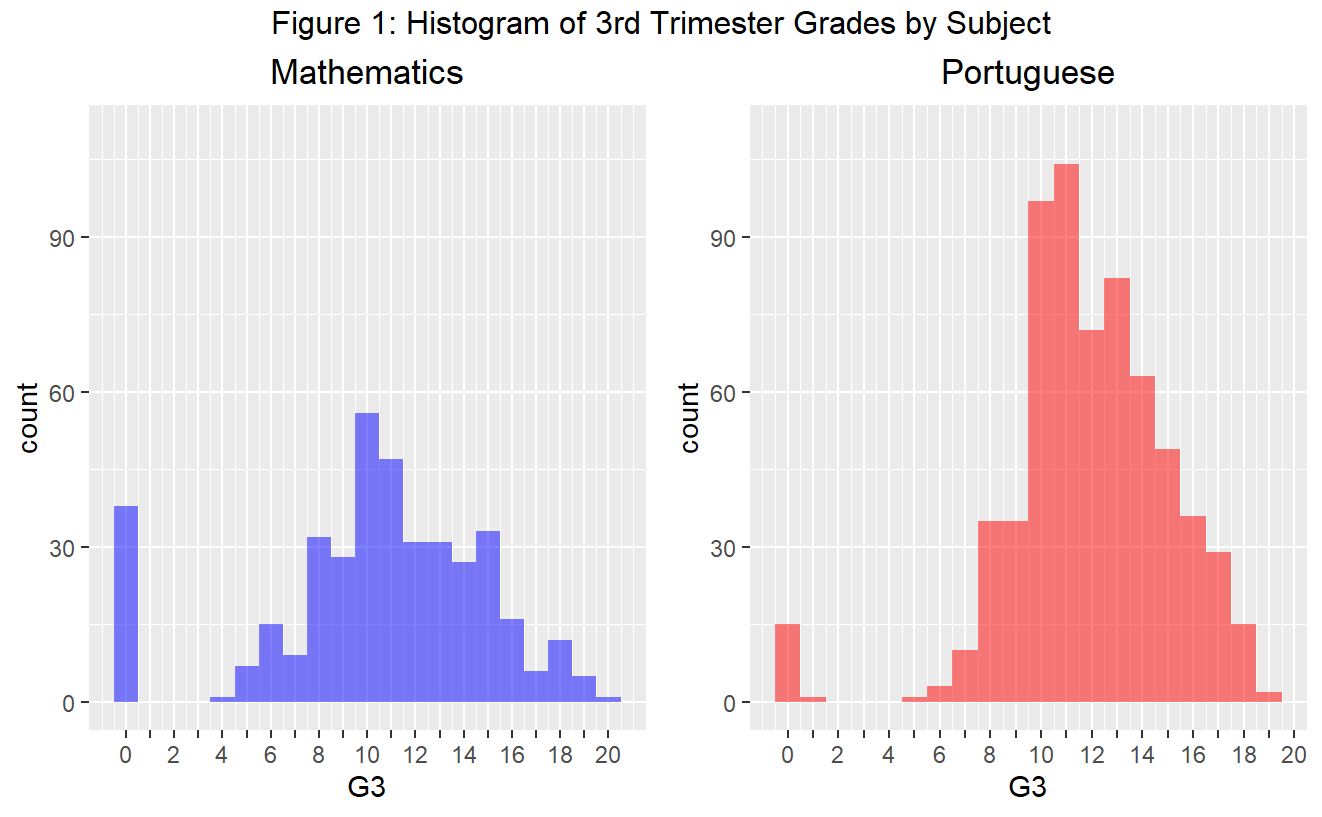 Figure 1: Histogram of 3rd Trimester Grades by Subject
Mathematics
90
60
30
0
count
0 2 4 6 8 10 12 14 16 18 20
G3
Portuguese
90
60
30
0
count
0 2 4 6 8 10 12 14 16 18 20
G3